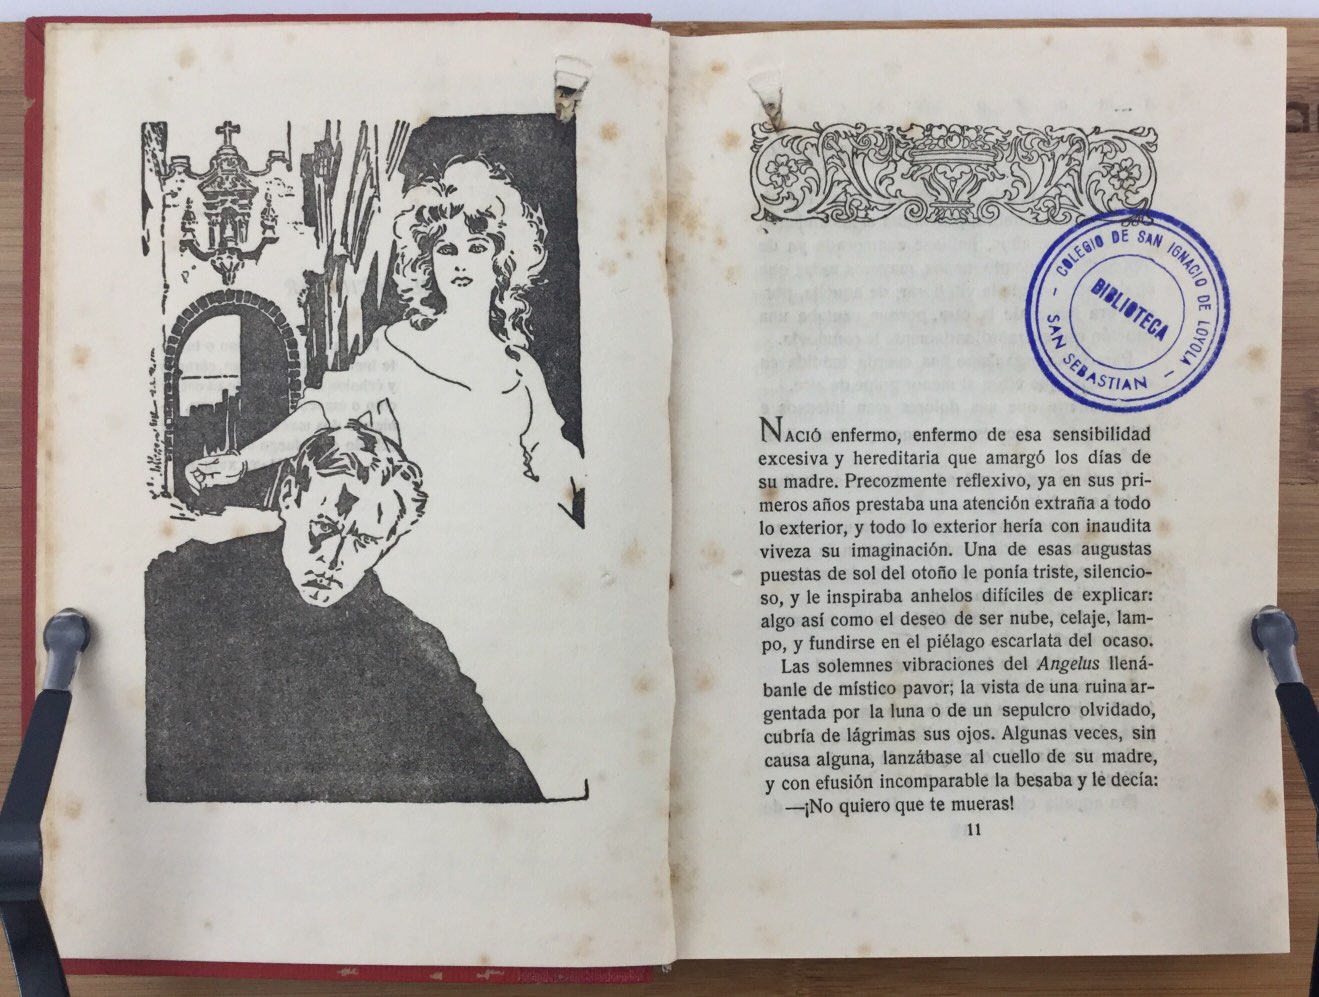 COLEGIO DE SAN IGNACIO DE LOYOLA
SAN SEBASTIAN
BIBLIOTECA
NACIÓ enfermo, enfermo de esa sensibilidad
excesiva y hereditaria que amargó los días de
su madre. Precozmente reflexivo, ya en sus pri-
meros años prestaba una atención extraña a todo
lo exterior, y todo lo exterior hería con inaudita
viveza su imaginación. Una de esas augustas
puestas de sol del otoño le ponía triste, silencio-
so, y le inspiraba anhelos difíciles de explicar:
algo así como el deseo de ser nube, celaje, lam-
po, y fundirse en el piélago escarlata del ocaso.
Las solemnes vibraciones del Angelus llená-
banle de místico pavor; la vista de una ruina ar-
gentada por la luna o de un sepulcro olvidado,
cubría de lágrimas sus ojos. Algunas veces, sin
causa alguna, lanzábase al cuello de su madre,
y con efusión incomparable la besaba y le decía:
—¡No quiero que te mueras!
11